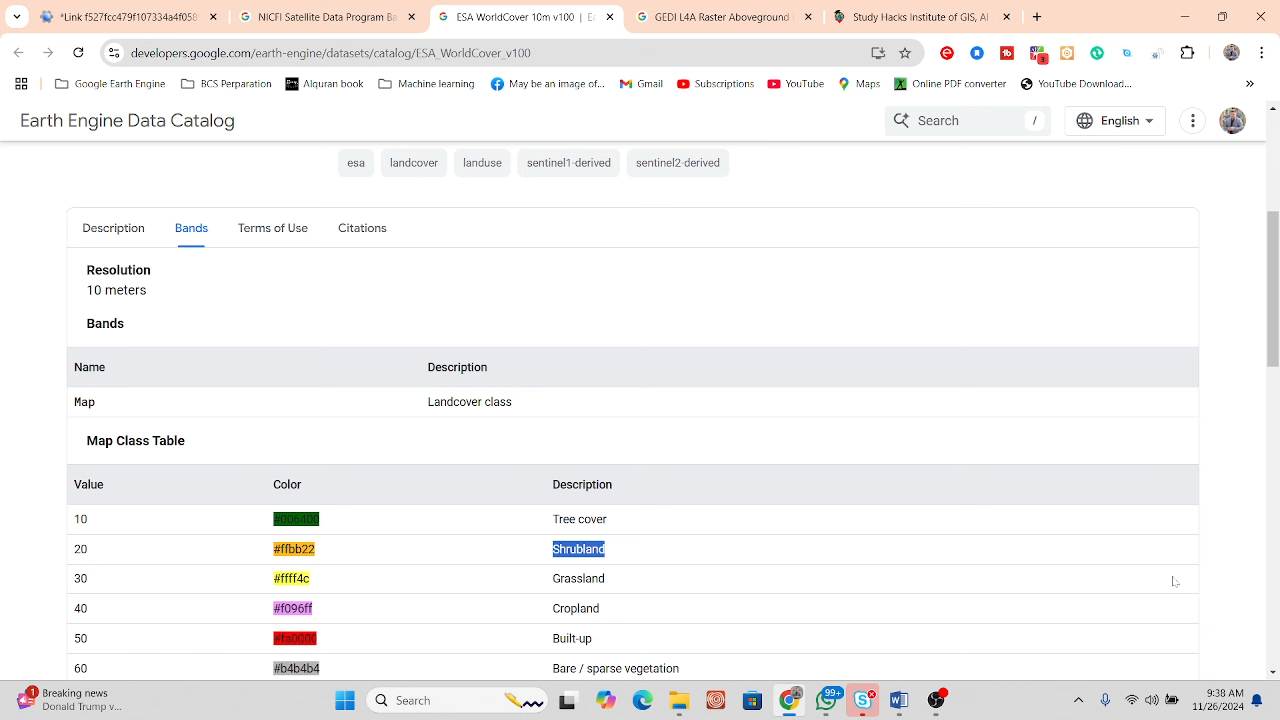 *Link f527fcc479f107334a4f056
NICFI Satellite Data Program Ba
ESA WorldCover 10m v100 | Ea
GEDI L4A Raster Aboveground
Study Hacks Institute of GIS, AI
developers.google.com/earth-engine/datasets/catalog/ESA_WorldCover_v100
3
Google Earth Engine
BCS Perparation
Alquran book
Machine learning
May be an image of...
Gmail
Subscriptions
YouTube
Maps
Online PDF converter
YouTube Download...
»
Earth Engine Data Catalog
Search
/
English
esa
landcover
landuse
sentinel1-derived
sentinel2-derived
Description
Bands
Terms of Use
Citations
Resolution
10 meters
Bands
Name Description
Map Landcover class
Map Class Table
Value Color Description
10 #006400 Tree cover
20 #ffbb22 Shrubland
30 #ffff4c Grassland
40 #f096ff Cropland
50 #fa0000 Built-up
60 #b4b4b4 Bare / sparse vegetation
1
Breaking news
Donald Trump v...
Search
99+
9:38 AM
11/26/2024